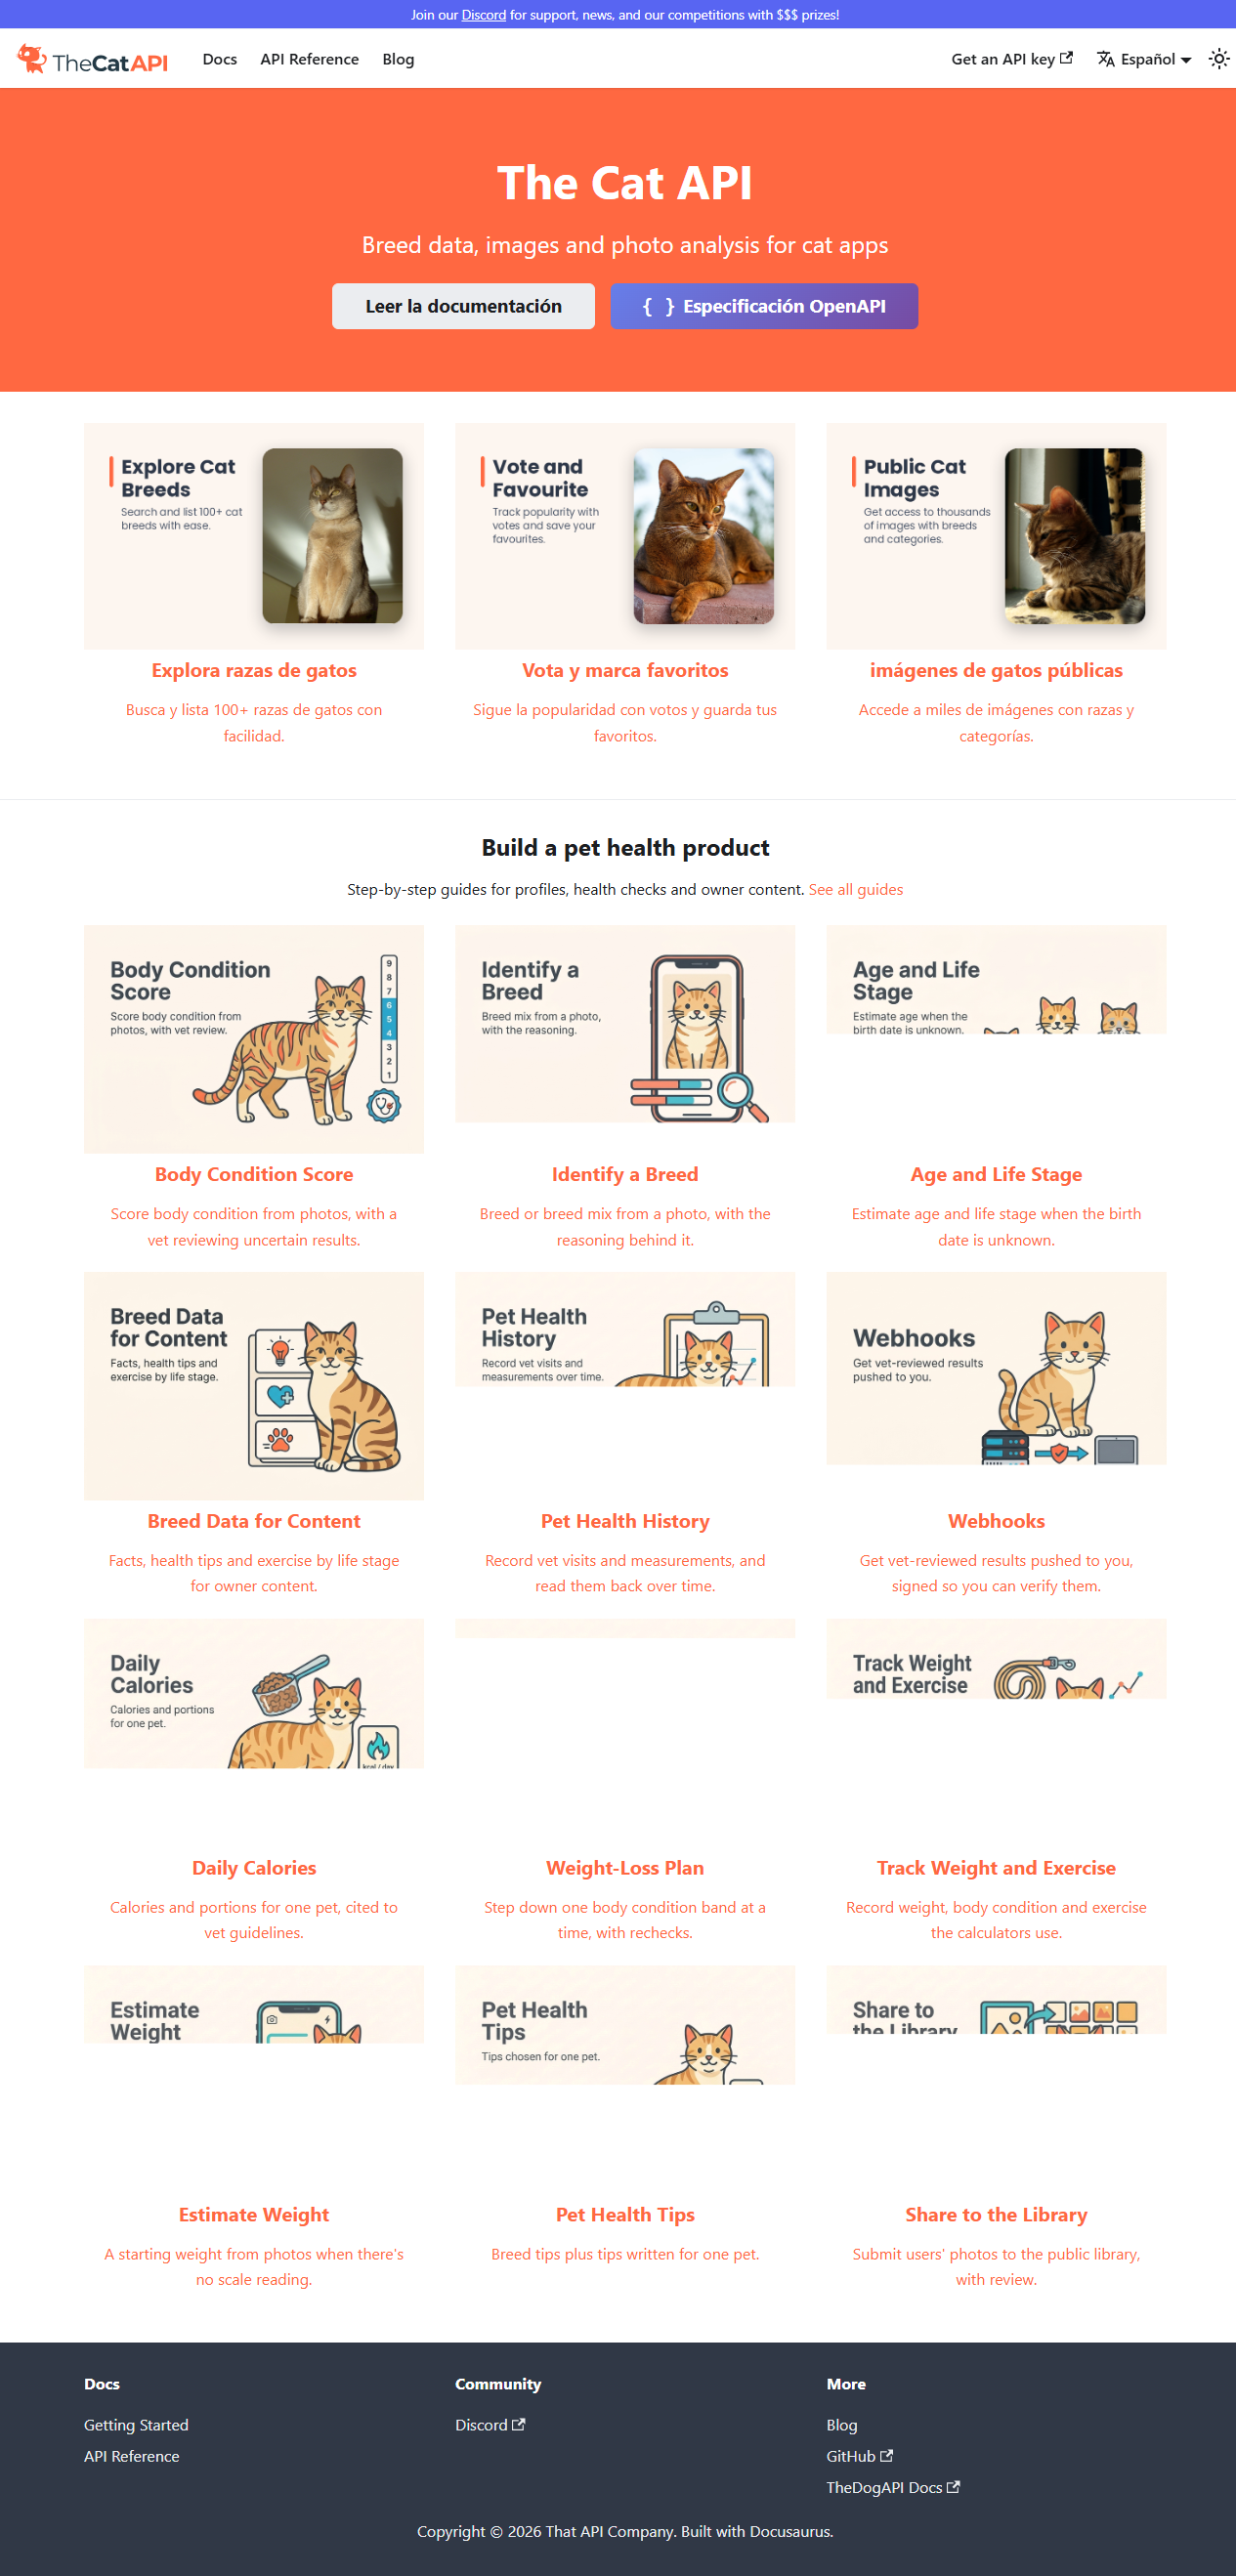 Join our Discord for support, news, and our competitions with $$$ prizes!
TheCatAPI Docs API Reference Blog Get an API key Español
The Cat API
Breed data, images and photo analysis for cat apps
Leer la documentación { } Especificación OpenAPI
Explore Cat
Breeds
Search and list 100+ cat
breeds with ease.
Vote and
Favourite
Track popularity with
votes and save your
favourites.
Public Cat
Images
Get access to thousands
of images with breeds
and categories.
Explora razas de gatos
Busca y lista 100+ razas de gatos con
facilidad.
Vota y marca favoritos
Sigue la popularidad con votos y guarda tus
favoritos.
imágenes de gatos públicas
Accede a miles de imágenes con razas y
categorías.
Build a pet health product
Step-by-step guides for profiles, health checks and owner content. See all guides
Body Condition
Score
Score body condition from
photos, with vet review.
9
8
7
6
5
4
3
2
1
Identify a
Breed
Breed mix from a photo,
with the reasoning.
Age and Life
Stage
Estimate age when the
birth date is unknown.
Body Condition Score
Score body condition from photos, with a
vet reviewing uncertain results.
Identify a Breed
Breed or breed mix from a photo, with the
reasoning behind it.
Age and Life Stage
Estimate age and life stage when the birth
date is unknown.
Breed Data
for Content
Facts, health tips and
exercise by life stage.
Pet Health
History
Record vet visits and
measurements over time.
Webhooks
Get vet-reviewed results
pushed to you.
Breed Data for Content
Facts, health tips and exercise by life stage
for owner content.
Pet Health History
Record vet visits and measurements, and
read them back over time.
Webhooks
Get vet-reviewed results pushed to you,
signed so you can verify them.
Daily
Calories
Calories and portions
for one pet.
kcal / day
Track Weight
and Exercise
Daily Calories
Calories and portions for one pet, cited to
vet guidelines.
Weight-Loss Plan
Step down one body condition band at a
time, with rechecks.
Track Weight and Exercise
Record weight, body condition and exercise
the calculators use.
Estimate
Weight
Pet Health
Tips
Tips chosen for one pet.
Share to
the Library
Estimate Weight
A starting weight from photos when there's
no scale reading.
Pet Health Tips
Breed tips plus tips written for one pet.
Share to the Library
Submit users' photos to the public library,
with review.
Docs
Getting Started
API Reference
Community
Discord
More
Blog
GitHub
TheDogAPI Docs
Copyright © 2026 That API Company. Built with Docusaurus.